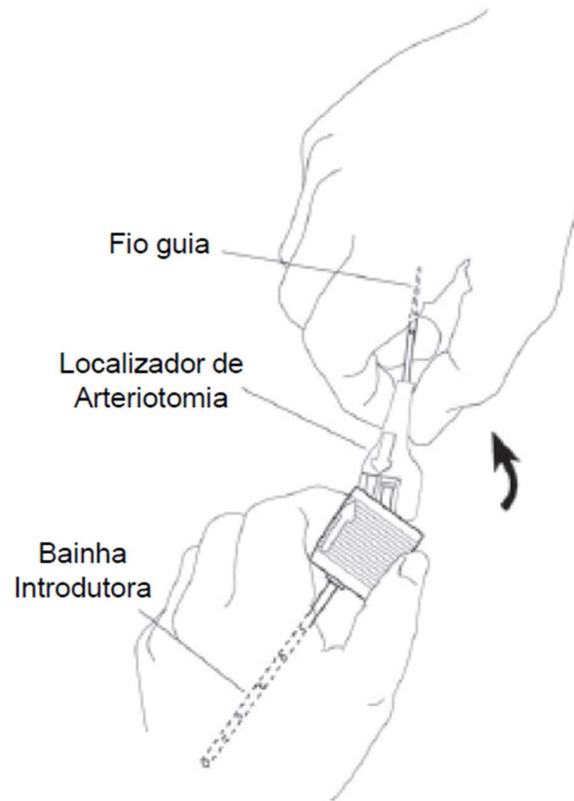 Fio guia
Localizador de
Arteriotomia
Bainha
Introdutora